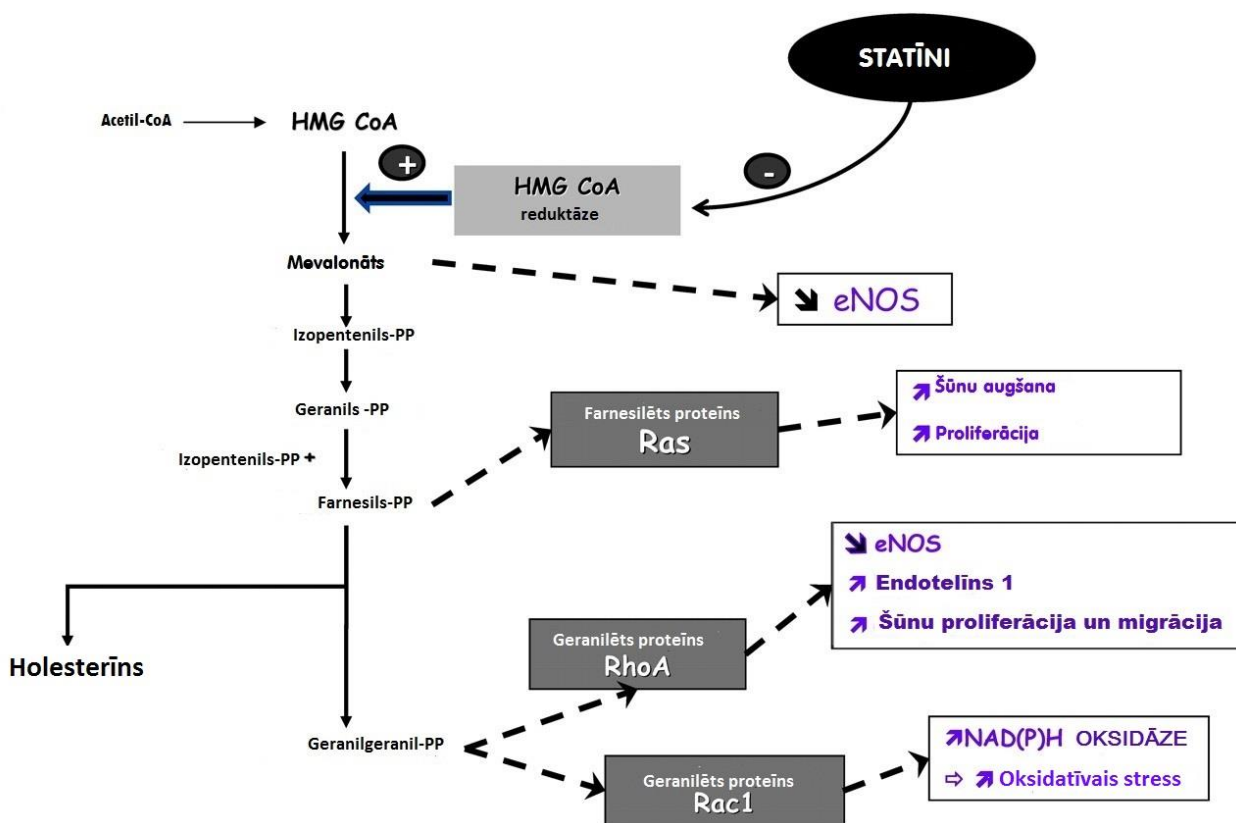 STATĪNI
Acetil-CoA
HMG CoA
+
-
HMG CoA
reduktāze
Mevalonāts
eNOS
Izopentenils-PP
Geranils -PP
Izopentenils-PP +
Farnesils-PP
Farnesilēts proteīns
Ras
Šūnu augšana
Proliferācija
eNOS
Endotelīns 1
Šūnu proliferācija un migrācija
Holesterīns
Geranilēts proteīns
RhoA
Geranilgeranil-PP
Geranilēts proteīns
Rac1
NAD(P)H OKSIDĀZE
⇨ Oksidatīvais stress